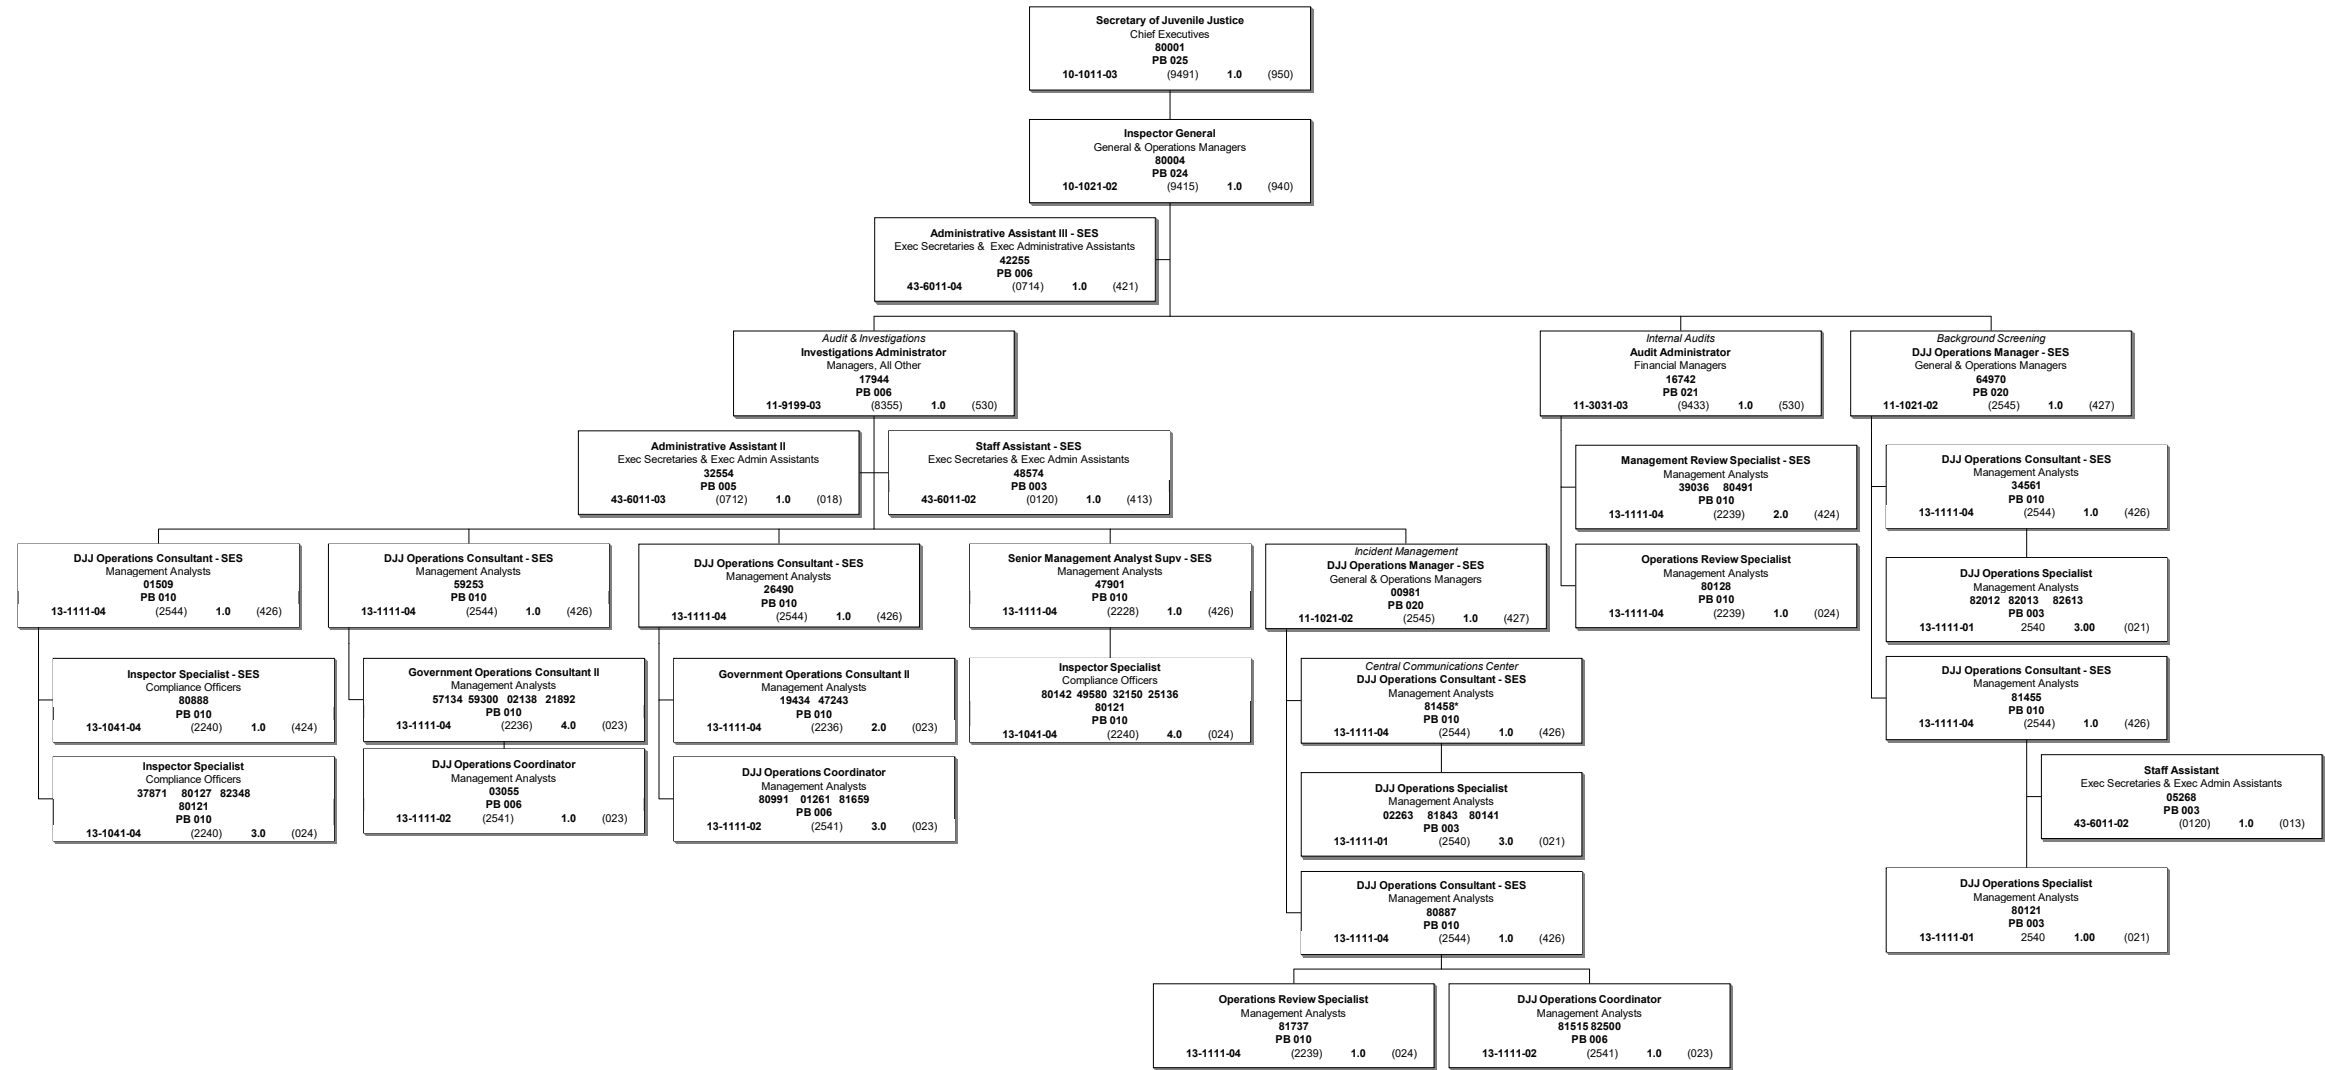 Secretary of Juvenile Justice
Chief Executives
80001
PB 025
10-1011-03 (9491) 1.0 (950)
Inspector General
General & Operations Managers
80004
PB 024
10-1021-02 (9415) 1.0 (940)
Administrative Assistant III - SES
Exec Secretaries & Exec Administrative Assistants
42255
PB 006
43-6011-04 (0714) 1.0 (421)
Audit & Investigations
Investigations Administrator
Managers, All Other
17944
PB 006
11-9199-03 (8355) 1.0 (530)
Internal Audits
Audit Administrator
Financial Managers
16742
PB 021
11-3031-03 (9433) 1.0 (530)
Background Screening
DJJ Operations Manager - SES
General & Operations Managers
64970
PB 020
11-1021-02 (2545) 1.0 (427)
Administrative Assistant II
Exec Secretaries & Exec Admin Assistants
32554
PB 005
43-6011-03 (0712) 1.0 (018)
Staff Assistant - SES
Exec Secretaries & Exec Admin Assistants
48574
PB 003
43-6011-02 (0120) 1.0 (413)
Management Review Specialist - SES
Management Analysts
39036 80491
PB 010
13-1111-04 (2239) 2.0 (424)
DJJ Operations Consultant - SES
Management Analysts
34561
PB 010
13-1111-04 (2544) 1.0 (426)
DJJ Operations Consultant - SES
Management Analysts
01509
PB 010
13-1111-04 (2544) 1.0 (426)
DJJ Operations Consultant - SES
Management Analysts
59253
PB 010
13-1111-04 (2544) 1.0 (426)
DJJ Operations Consultant - SES
Management Analysts
26490
PB 010
13-1111-04 (2544) 1.0 (426)
Senior Management Analyst Supv - SES
Management Analysts
47901
PB 010
13-1111-04 (2228) 1.0 (426)
Incident Management
DJJ Operations Manager - SES
General & Operations Managers
00981
PB 020
11-1021-02 (2545) 1.0 (427)
Operations Review Specialist
Management Analysts
80128
PB 010
13-1111-04 (2239) 1.0 (024)
DJJ Operations Specialist
Management Analysts
82012 82013 82613
PB 003
13-1111-01 2540 3.00 (021)
Inspector Specialist - SES
Compliance Officers
80888
PB 010
13-1041-04 (2240) 1.0 (424)
Government Operations Consultant II
Management Analysts
57134 59300 02138 21892
PB 010
13-1111-04 (2236) 4.0 (023)
Government Operations Consultant II
Management Analysts
19434 47243
PB 010
13-1111-04 (2236) 2.0 (023)
Inspector Specialist
Compliance Officers
80142 49580 32150 25136
80121
PB 010
13-1041-04 (2240) 4.0 (024)
Central Communications Center
DJJ Operations Consultant - SES
Management Analysts
81458*
PB 010
13-1111-04 (2544) 1.0 (426)
DJJ Operations Consultant - SES
Management Analysts
81455
PB 010
13-1111-04 (2544) 1.0 (426)
Inspector Specialist
Compliance Officers
37871 80127 82348
80121
PB 010
13-1041-04 (2240) 3.0 (024)
DJJ Operations Coordinator
Management Analysts
03055
PB 006
13-1111-02 (2541) 1.0 (023)
DJJ Operations Coordinator
Management Analysts
80991 01261 81659
PB 006
13-1111-02 (2541) 3.0 (023)
DJJ Operations Specialist
Management Analysts
02263 81843 80141
PB 003
13-1111-01 (2540) 3.0 (021)
Staff Assistant
Exec Secretaries & Exec Admin Assistants
05268
PB 003
43-6011-02 (0120) 1.0 (013)
DJJ Operations Consultant - SES
Management Analysts
80887
PB 010
13-1111-04 (2544) 1.0 (426)
DJJ Operations Specialist
Management Analysts
80121
PB 003
13-1111-01 2540 1.00 (021)
Operations Review Specialist
Management Analysts
81737
PB 010
13-1111-04 (2239) 1.0 (024)
DJJ Operations Coordinator
Management Analysts
81515 82500
PB 006
13-1111-02 (2541) 1.0 (023)